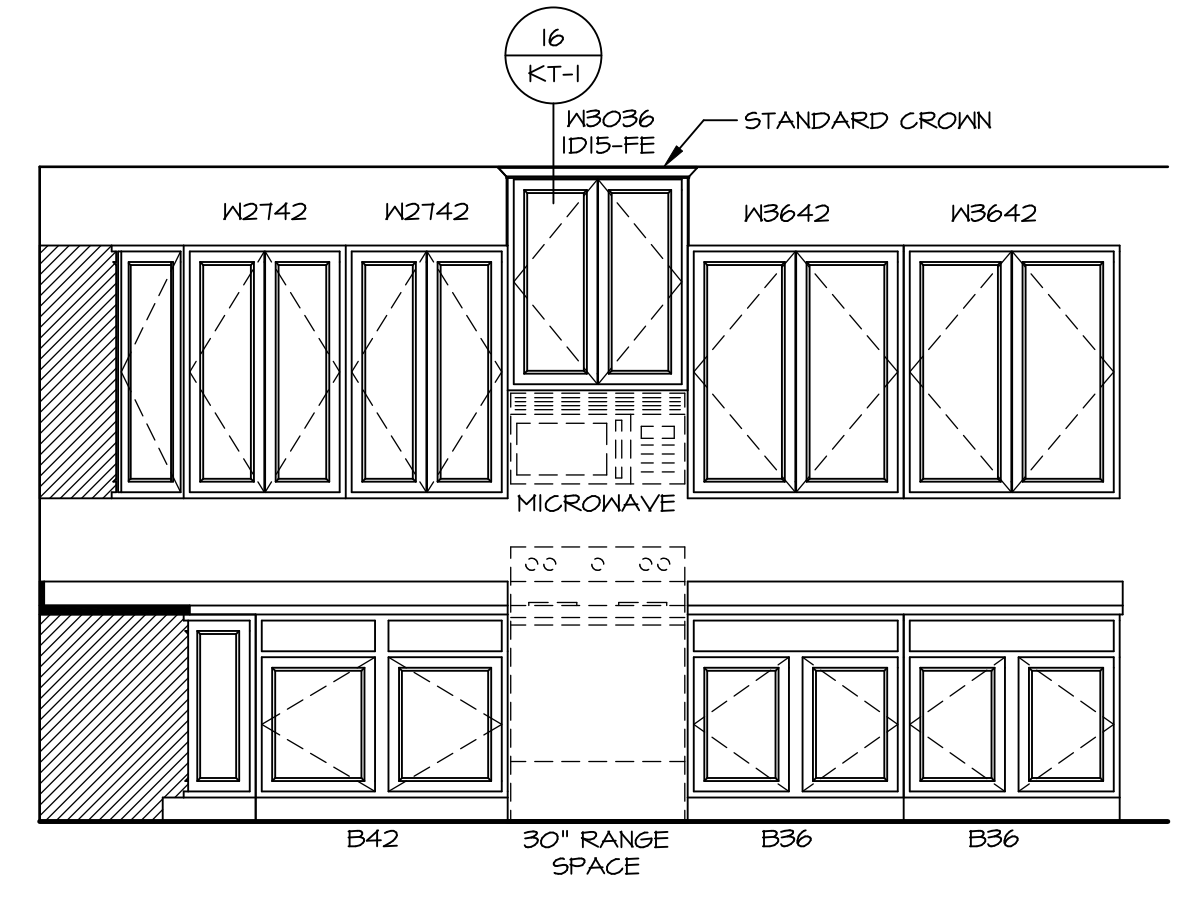 16
KT-1
W3036
1D15-FE
STANDARD CROWN
W2742
W2742
W3642
W3642
MICROWAVE
B42
30" RANGE
SPACE
B36
B36